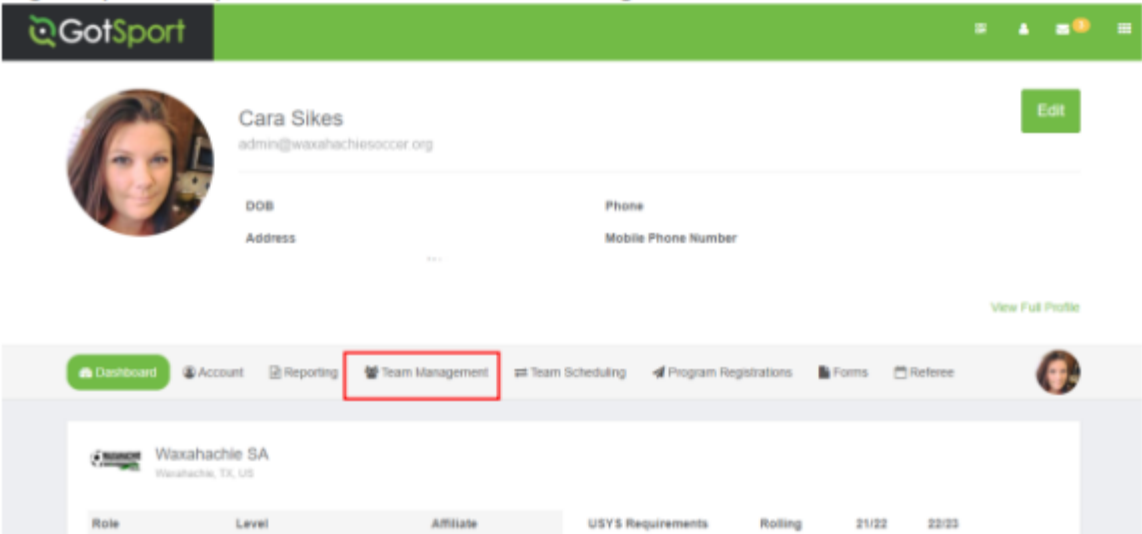 GotSport
3
Cara Sikes
Edit
admin@waxahachiesoccer.org
DOB Phone
Address Mobile Phone Number
View Full Profile
Dashboard Account Reporting Team Management Team Scheduling Program Registrations Forms Referee
Waxahachie SA
Waxahachie, TX, US
Role Level Affiliate USYS Requirements Rolling 21/22 22/23